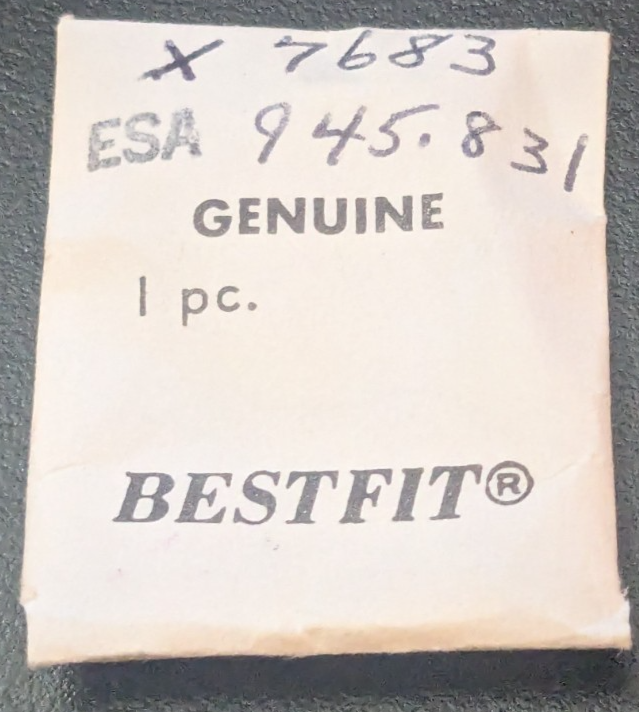 X 7683
ESA 945.831
GENUINE
1 pc.
BESTFIT®